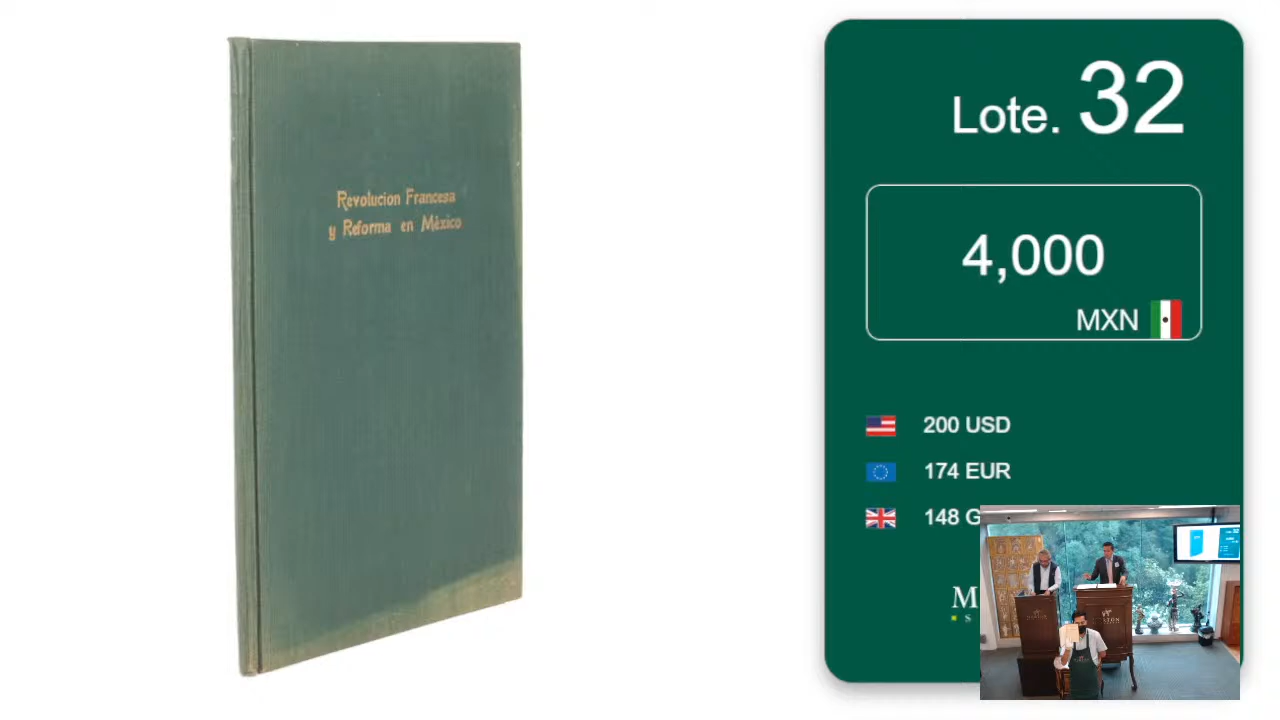 Revolucion Francesa
y Reforma en México
Lote. 32
4,000
MXN
200 USD
174 EUR
148 G
M
S